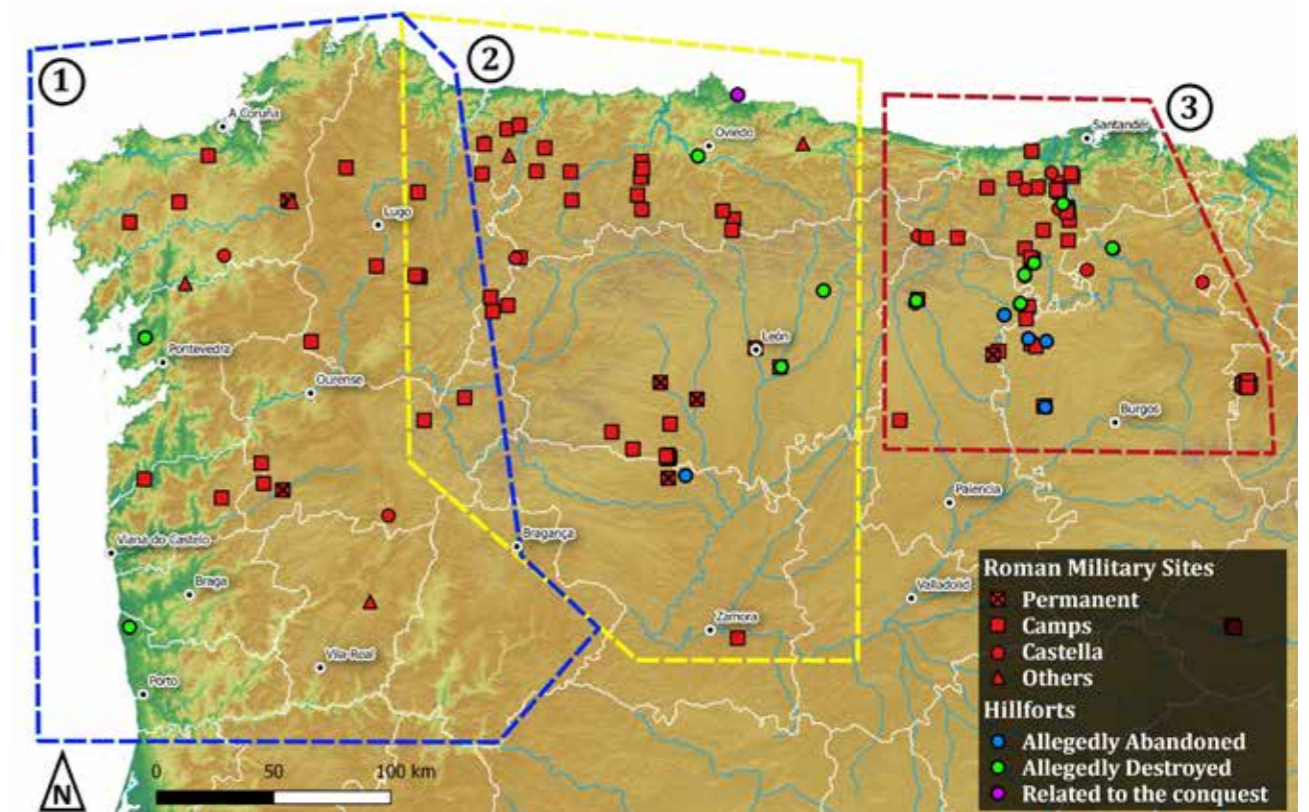 1
2
3
A Coruña
Oviedo
Santander
Lugo
León
Pontevedra
Ourense
Burgos
Palencia
Viana do Castelo
Bragança
Braga
Valladolid
Zamora
Vila-Real
Porto
Roman Military Sites
Permanent
Camps
Castella
Others
Hillforts
Allegedly Abandoned
Allegedly Destroyed
Related to the conquest
0 50 100 km
N